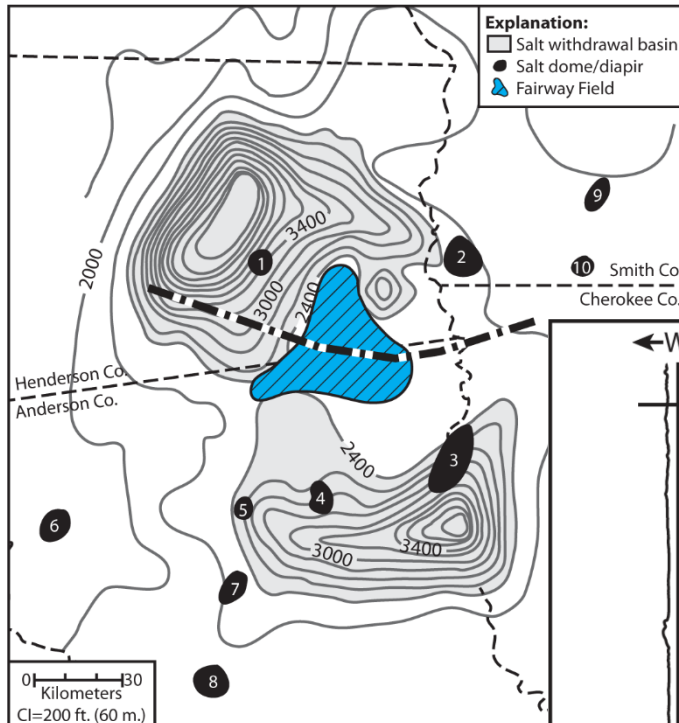 Explanation:
Salt withdrawal basin
Salt dome/diapir
Fairway Field
9
3400
1
2
10
Smith Co.
Cherokee Co.
2000
3000
2400
W
Henderson Co.
Anderson Co.
2400
3
4
5
6
3000
3400
7
8
0 30
Kilometers
CI=200 ft. (60 m.)